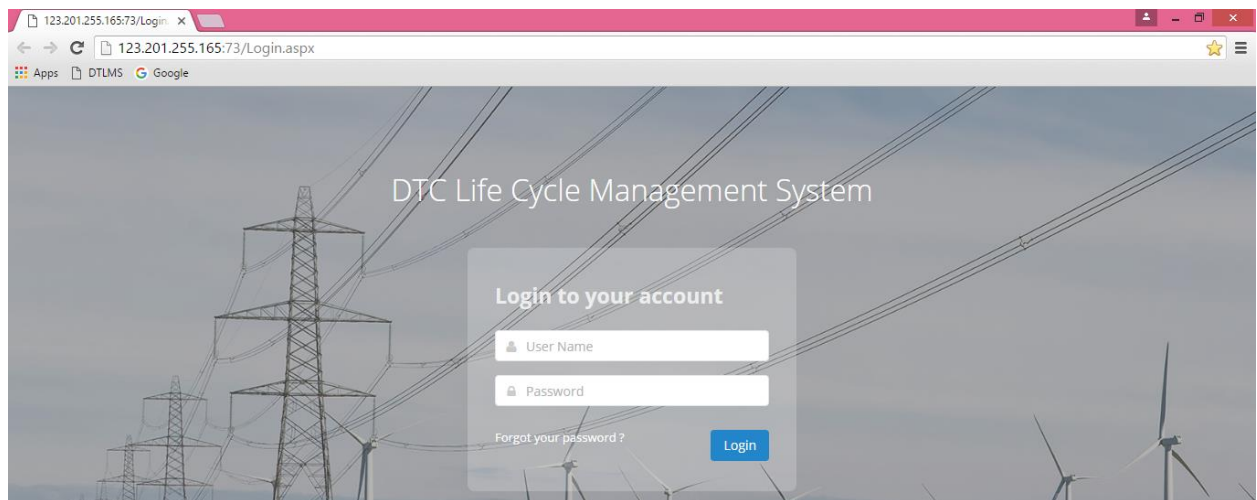 123.201.255.165:73/Login
123.201.255.165:73/Login.aspx
Apps DTLMS G Google
DTC Life Cycle Management System
Login to your account
User Name
Password
Forgot your password ?
Login